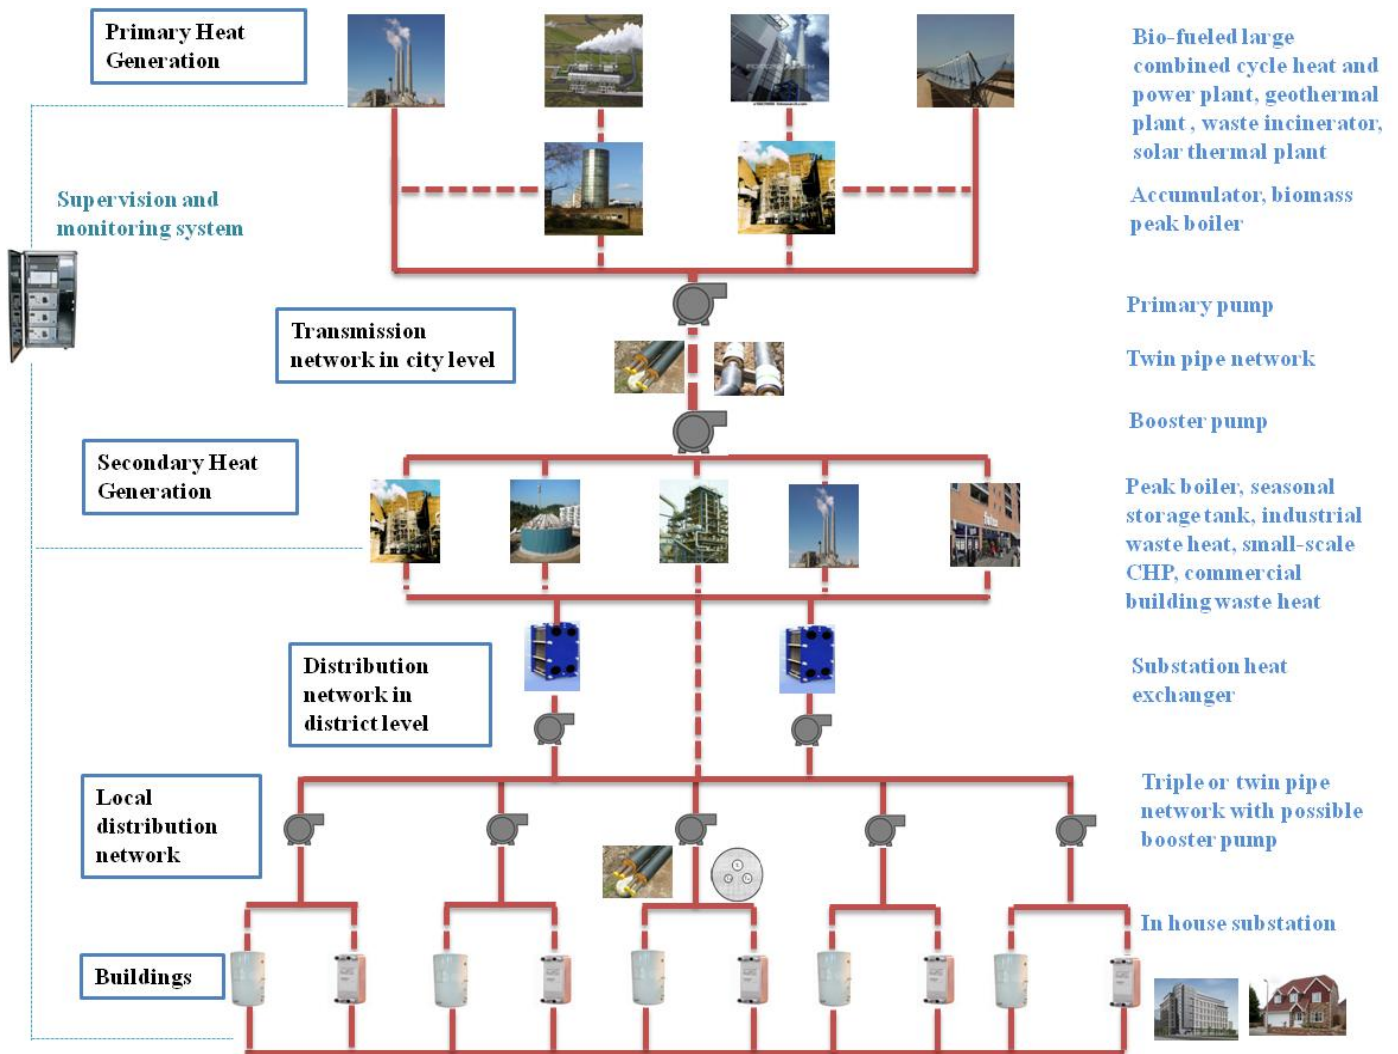 Primary Heat
Generation
Bio-fueled large
combined cycle heat and
power plant, geothermal
plant , waste incinerator,
solar thermal plant
Supervision and
monitoring system
Accumulator, biomass
peak boiler
Transmission
network in city level
Primary pump
Twin pipe network
Booster pump
Secondary Heat
Generation
Peak boiler, seasonal
storage tank, industrial
waste heat, small-scale
CHP, commercial
building waste heat
Distribution
network in
district level
Substation heat
exchanger
Local
distribution
network
Triple or twin pipe
network with possible
booster pump
In house substation
Buildings